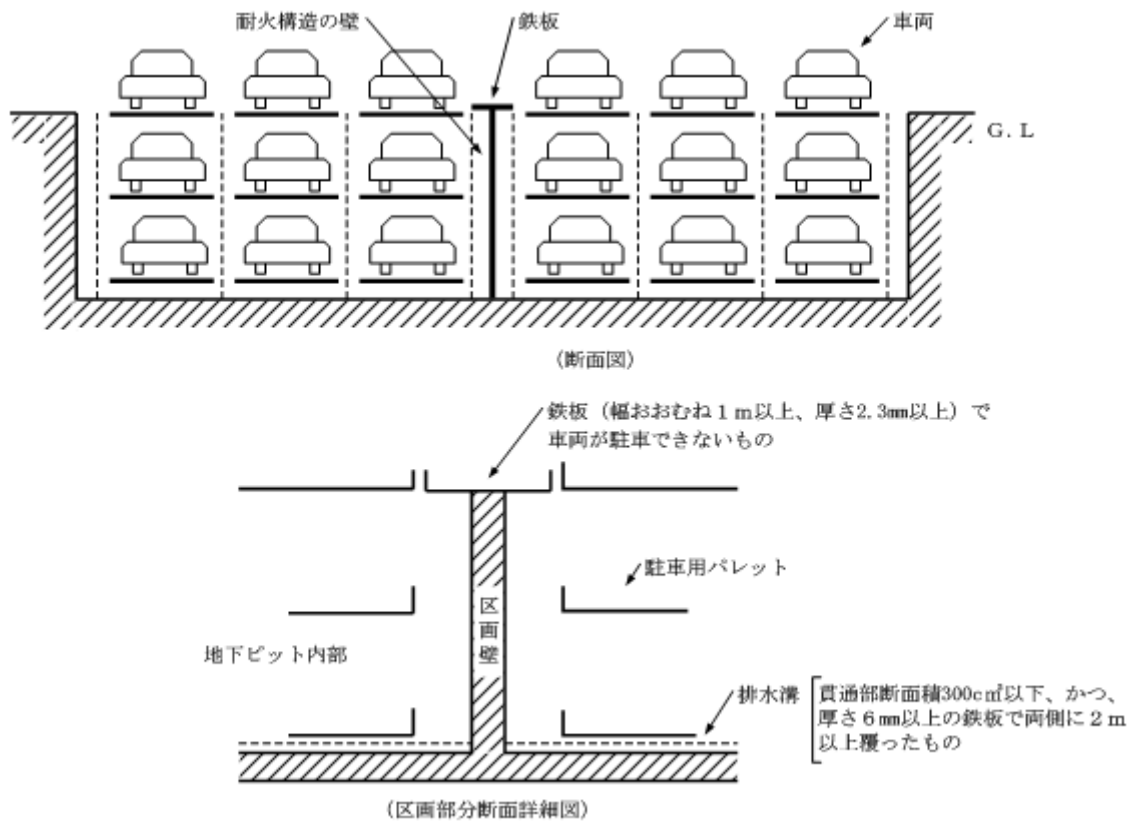 耐火構造の壁
鉄板
車両
G.L
(断面図)
鉄板(幅おおむね1m以上、厚さ2.3㎜以上)で
車両が駐車できないもの
駐車用パレット
区画壁
地下ピット内部
排水溝
貫通部断面積300c㎡以下、かつ、
厚さ6㎜以上の鉄板で両側に2m
以上覆ったもの
(区画部分断面詳細図)